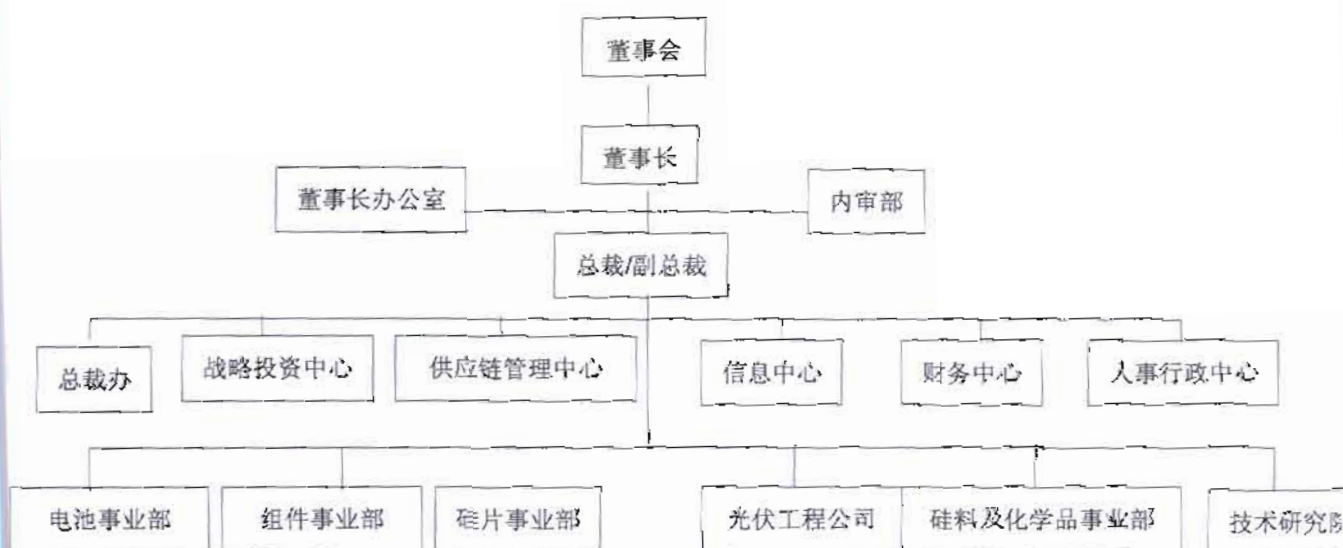 董事会
董事长
董事长办公室
内审部
总裁/副总裁
总裁办
战略投资中心
供应链管理中心
信息中心
财务中心
人事行政中心
电池事业部
组件事业部
硅片事业部
光伏工程公司
硅料及化学品事业部
技术研究院